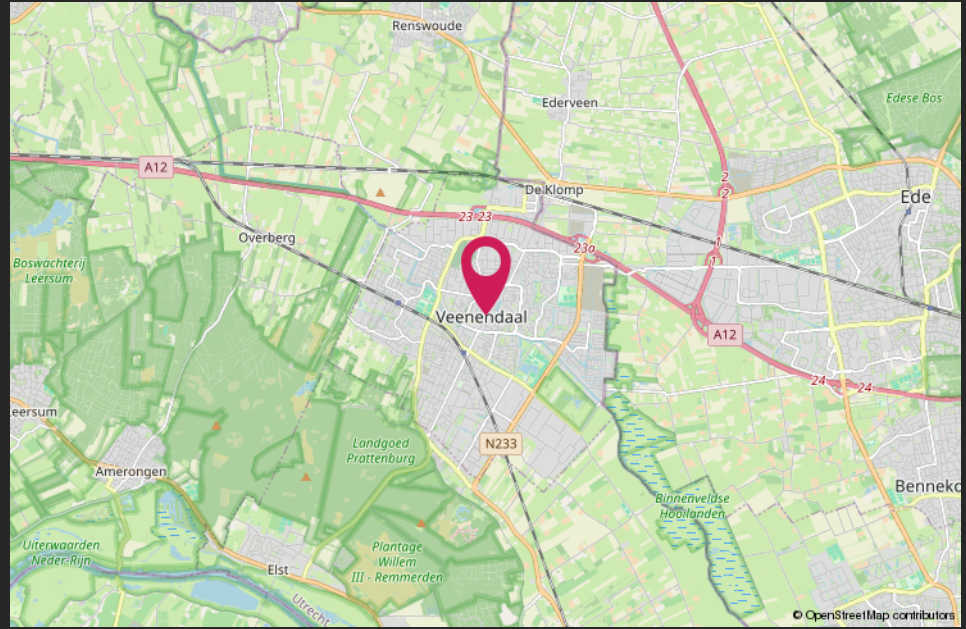 Renswoude
Edese Bos
Ederveen
A12
2
2
De Klomp
Ede
23 23
Overberg
1
23a
1
Boswachterij
Leersum
Veenendaal
A12
24
24
Leersum
N233
Landgoed
Prattenburg
Amerongen
Benneko
Binnenveldse
Hooilanden
Uiterwaarden
Neder-Rijn
Plantage
Willem
III - Remmerden
Elst
Utrecht
© OpenStreetMap contributors